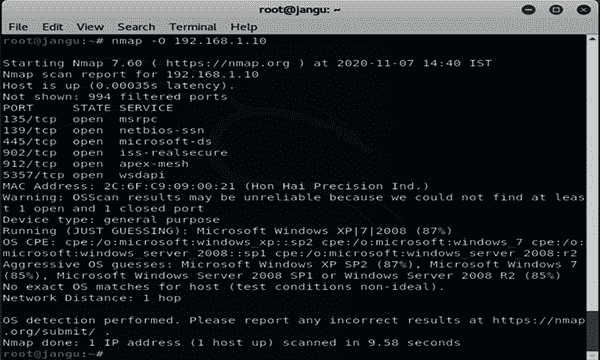 root@jangu: ~
File Edit View Search Terminal Help
root@jangu:~# nmap -O 192.168.1.10
Starting Nmap 7.60 ( https://nmap.org ) at 2020-11-07 14:40 IST
Nmap scan report for 192.168.1.10
Host is up (0.00035s latency).
Not shown: 994 filtered ports
PORT     STATE SERVICE
135/tcp  open  msrpc
139/tcp  open  netbios-ssn
445/tcp  open  microsoft-ds
902/tcp  open  iss-realsecure
912/tcp  open  apex-mesh
5357/tcp open  wsdapi
MAC Address: 2C:6F:C9:09:00:21 (Hon Hai Precision Ind.)
Warning: OSScan results may be unreliable because we could not find at leas
t 1 open and 1 closed port
Device type: general purpose
Running (JUST GUESSING): Microsoft Windows XP|7|2008 (87%)
OS CPE: cpe:/o:microsoft:windows_xp::sp2 cpe:/o:microsoft:windows_7 cpe:/o:
microsoft:windows_server_2008::sp1 cpe:/o:microsoft:windows_server_2008:r2
Aggressive OS guesses: Microsoft Windows XP SP2 (87%), Microsoft Windows 7
(85%), Microsoft Windows Server 2008 SP1 or Windows Server 2008 R2 (85%)
No exact OS matches for host (test conditions non-ideal).
Network Distance: 1 hop
OS detection performed. Please report any incorrect results at https://nmap
.org/submit/ .
Nmap done: 1 IP address (1 host up) scanned in 9.58 seconds
root@jangu:~#